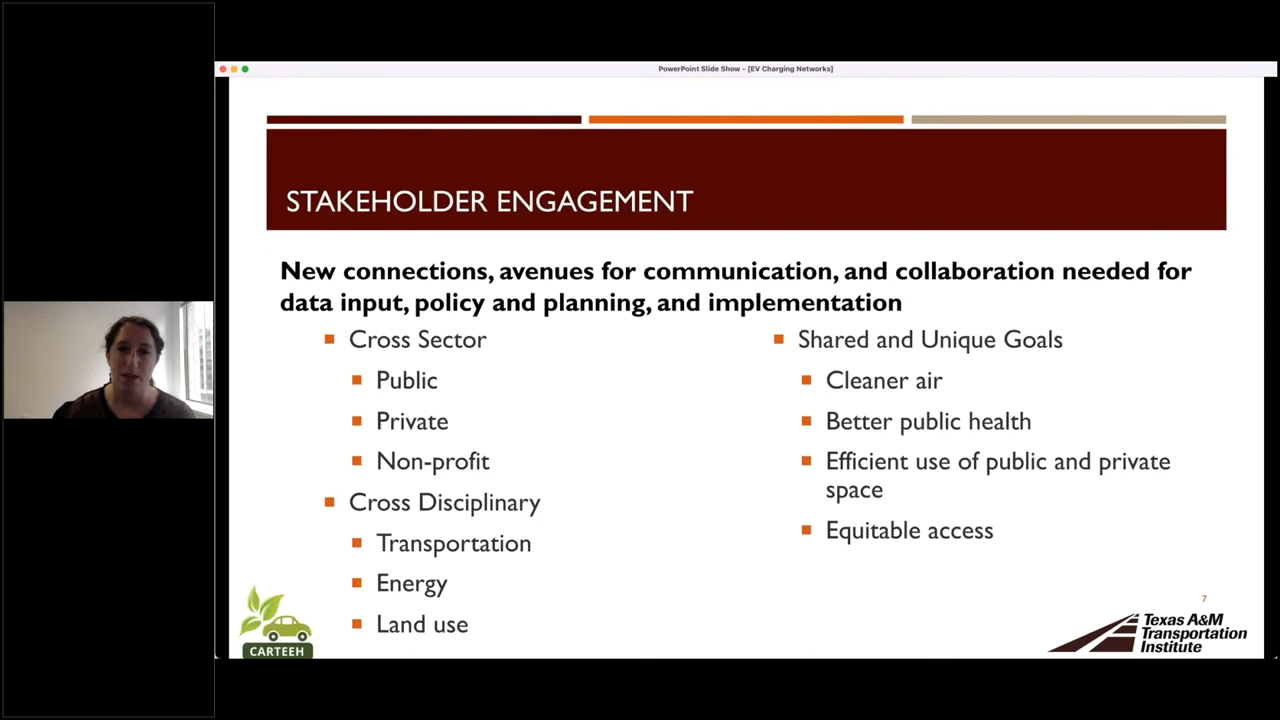 PowerPoint Slide Show - [EV Charging Networks]
STAKEHOLDER ENGAGEMENT
New connections, avenues for communication, and collaboration needed for
data input, policy and planning, and implementation
Cross Sector
Public
Private
Non-profit
Cross Disciplinary
Transportation
Energy
Land use
Shared and Unique Goals
Cleaner air
Better public health
Efficient use of public and private
space
Equitable access
7
CARTEEH
Texas A&M
Transportation
Institute